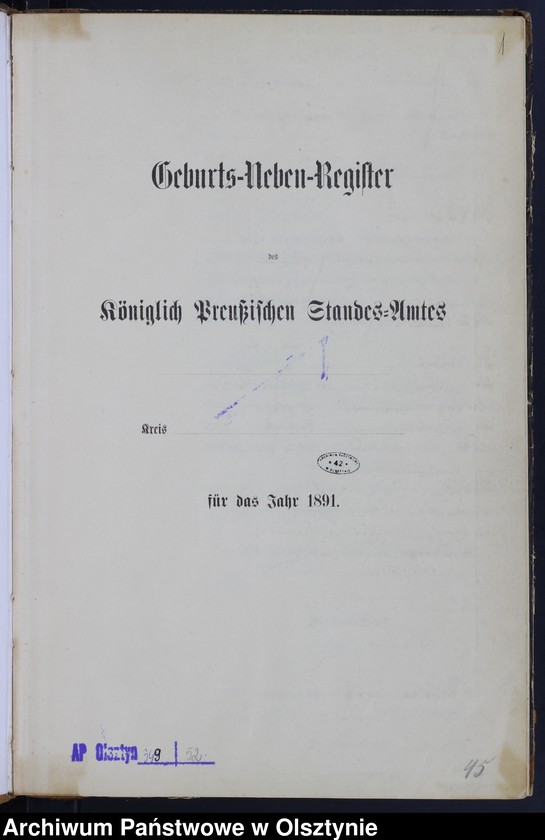 1
Geburts-Neben-Register
des
Königlich Preußischen Standes-Amtes
Kreis
42
für das Jahr 1891.
AP Olsztyn 349 | 52
45
Archiwum Państwowe w Olsztynie